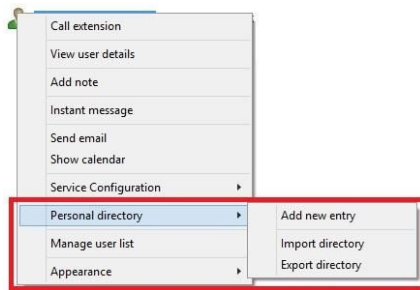 Call extension
View user details
Add note
Instant message
Send email
Show calendar
Service Configuration
Personal directory
Add new entry
Manage user list
Import directory
Export directory
Appearance